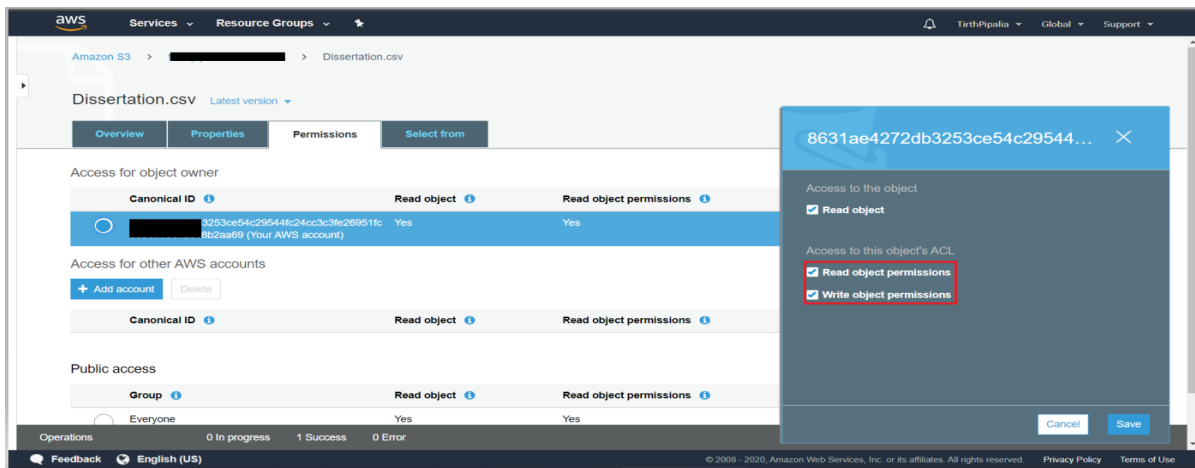 aws Services Resource Groups TirthPipalia Global Support
Amazon S3 > > Dissertation.csv
Dissertation.csv Latest version
Overview Properties Permissions Select from
Access for object owner
Canonical ID Read object Read object permissions
3253ce54c29544fc24cc3c3fe26951fc Yes Yes
8b2aa69 (Your AWS account)
Access for other AWS accounts
+ Add account Delete
Canonical ID Read object Read object permissions
Public access
Group Read object Read object permissions
Everyone Yes Yes
8631ae4272db3253ce54c29544...
Access to the object
Read object
Access to this object's ACL
Read object permissions
Write object permissions
Cancel Save
Operations 0 In progress 1 Success 0 Error
Feedback English (US) © 2008 - 2020, Amazon Web Services, Inc. or its affiliates. All rights reserved. Privacy Policy Terms of Use